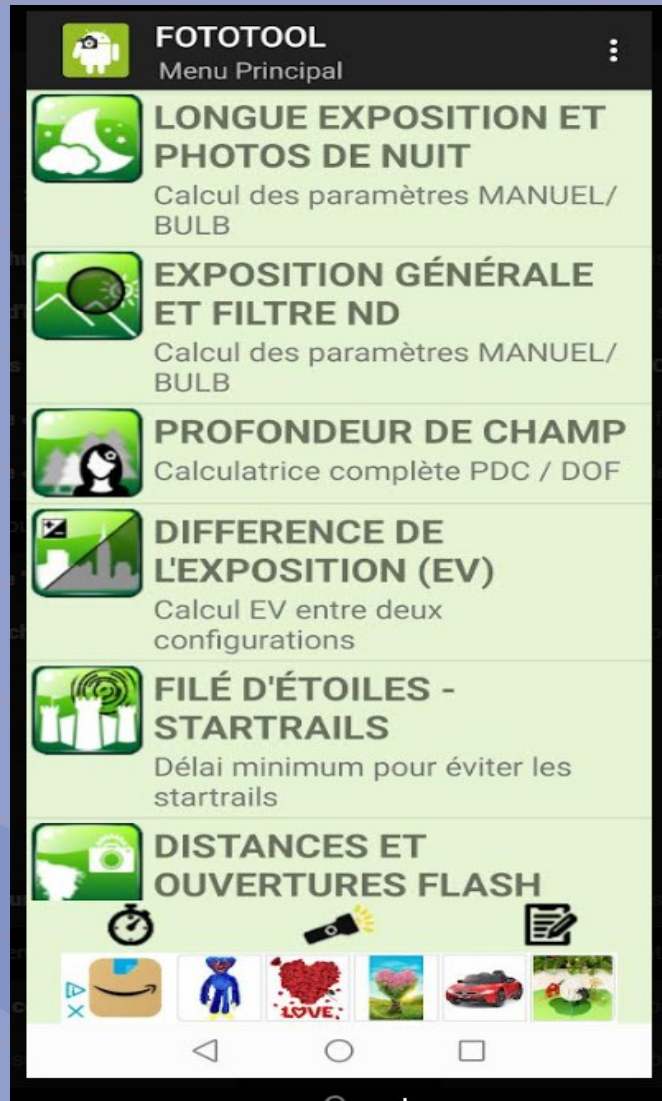 FOTOTOOL
Menu Principal
LONGUE EXPOSITION ET
PHOTOS DE NUIT
Calcul des paramètres MANUEL/
BULB
EXPOSITION GÉNÉRALE
ET FILTRE ND
Calcul des paramètres MANUEL/
BULB
PROFONDEUR DE CHAMP
Calculatrice complète PDC / DOF
DIFFERENCE DE
L'EXPOSITION (EV)
Calcul EV entre deux
configurations
FILÉ D'ÉTOILES -
STARTRAILS
Délai minimum pour éviter les
startrails
DISTANCES ET
OUVERTURES FLASH
LOVE